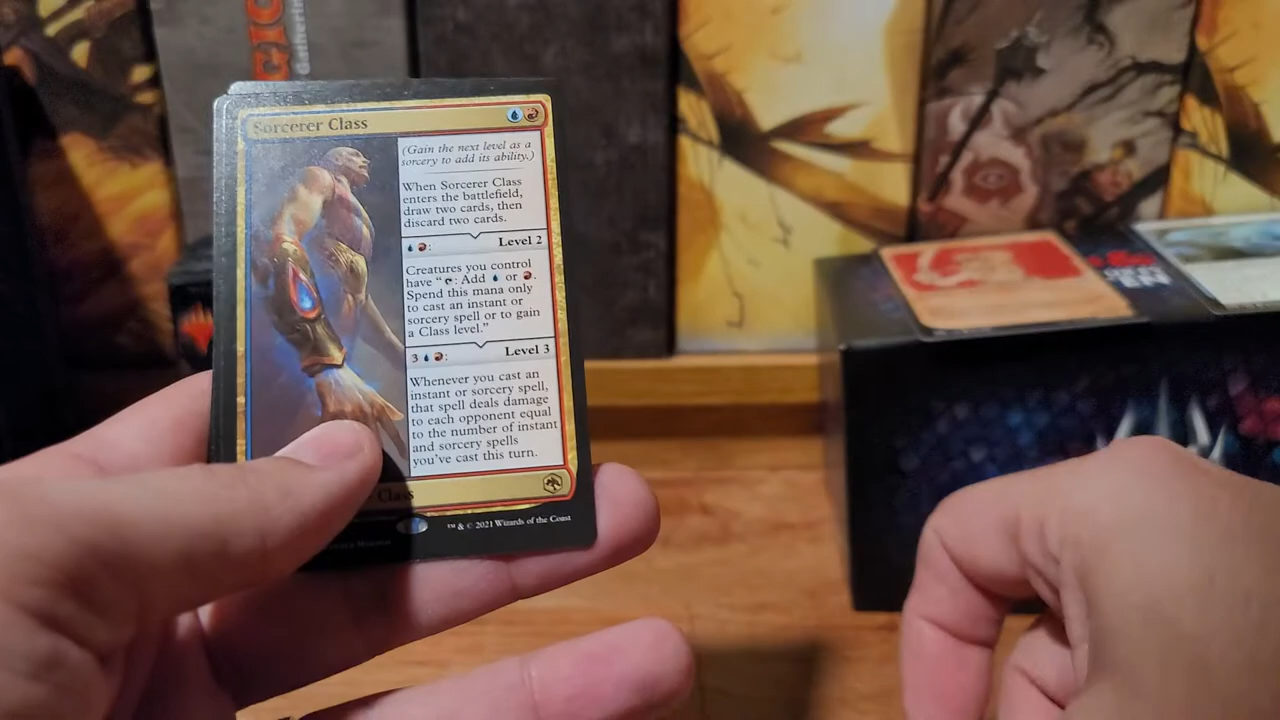 Gathering
Sorcerer Class
(Gain the next level as a
sorcery to add its ability.)
When Sorcerer Class
enters the battlefield,
draw two cards, then
discard two cards.
: Level 2
Creatures you control
have “: Add or .
Spend this mana only
to cast an instant or
sorcery spell or to gain
a Class level.”
3 : Level 3
Whenever you cast an
instant or sorcery spell,
that spell deals damage
to each opponent equal
to the number of instant
and sorcery spells
you’ve cast this turn.
Class
™ & © 2021 Wizards of the Coast